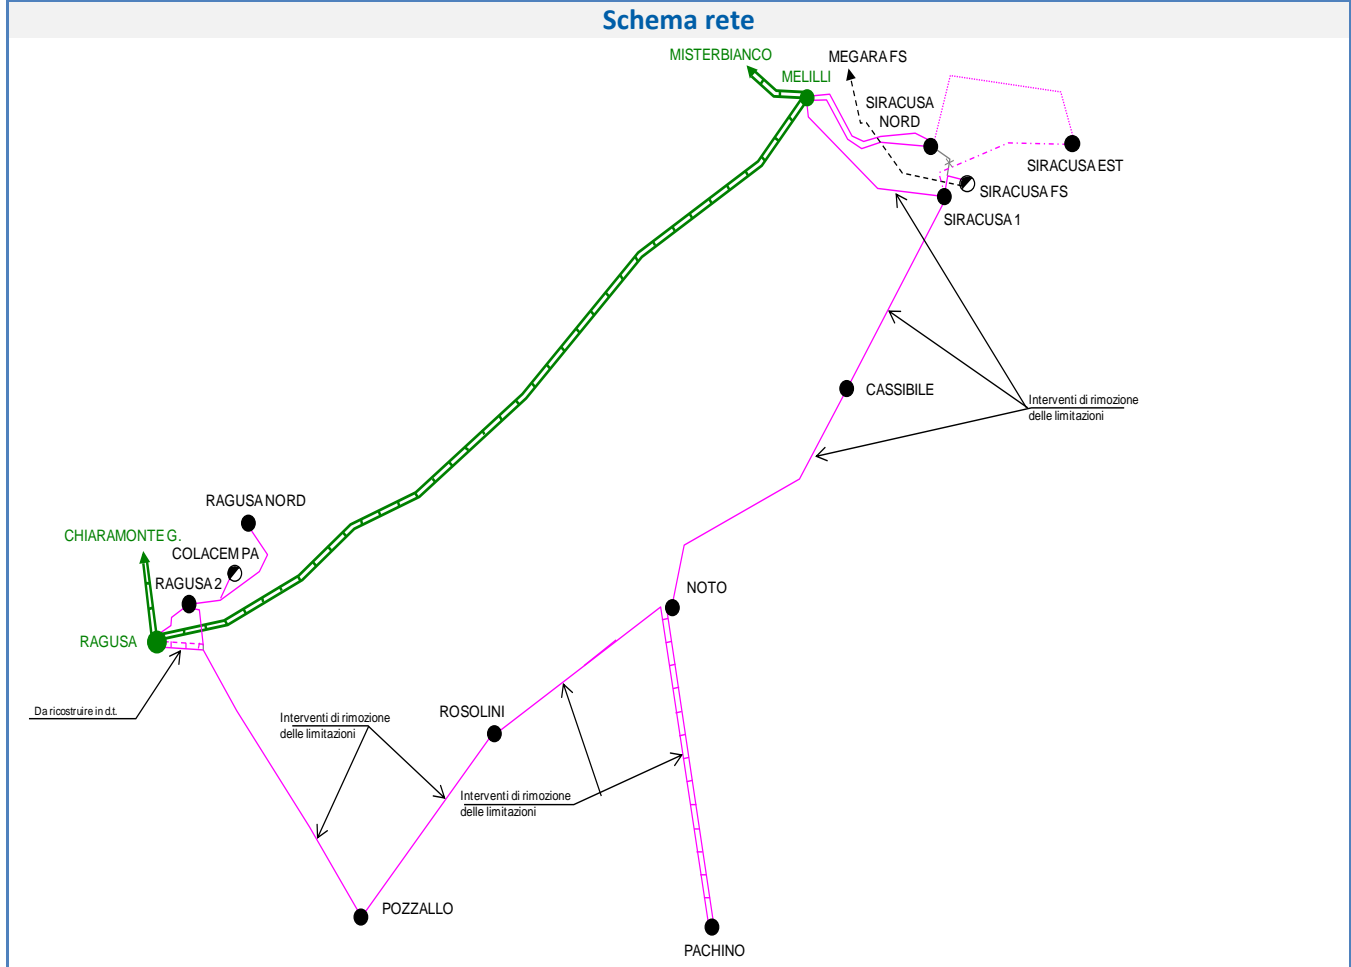 Schema rete
MISTERBIANCO
MEGARA FS
MELILLI
SIRACUSA
NORD
SIRACUSA EST
SIRACUSA FS
SIRACUSA 1
CASSIBILE
Interventi di rimozione
delle limitazioni
RAGUSA NORD
CHIARAMONTE G.
COLACEM PA
RAGUSA 2
NOTO
RAGUSA
Da ricostruire in d.t.
Interventi di rimozione
delle limitazioni
ROSOLINI
Interventi di rimozione
delle limitazioni
POZZALLO
PACHINO